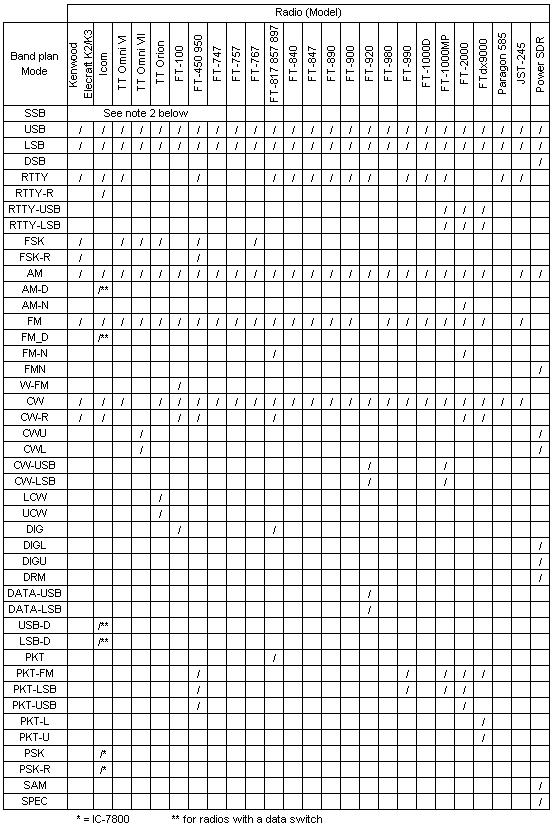 Radio (Model)
Band plan Mode
Kenwood Elecraft K2/K3
Icom
TT Omni VI
TT Omni VII
TT Orion
FT-100
FT-450 950
FT-747
FT-757
FT-767
FT-817 857 897
FT-840
FT-847
FT-890
FT-900
FT-920
FT-980
FT-990
FT-1000D
FT-1000MP
FT-2000
FTdx9000
Paragon 585
JST-245
Power SDR
SSB See note 2 below
USB / / / / / / / / / / / / / / / / / / / / / / / / /
LSB / / / / / / / / / / / / / / / / / / / / / / / / /
DSB /
RTTY / / / / / / / / / / / / / / /
RTTY-R /
RTTY-USB / / /
RTTY-LSB / / /
FSK / / / / / /
FSK-R / /
AM / / / / / / / / / / / / / / / / / / / / / / / /
AM-D /**
AM-N /
FM / / / / / / / / / / / / / / / / / / / / / /
FM_D /**
FM-N / /
FMN /
W-FM /
CW / / / / / / / / / / / / / / / / / / / / / / /
CW-R / / / / / /
CWU / /
CWL / /
CW-USB / /
CW-LSB / /
LCW /
UCW /
DIG / /
DIGL /
DIGU /
DRM /
DATA-USB /
DATA-LSB /
USB-D /**
LSB-D /**
PKT /
PKT-FM / / / / /
PKT-LSB / / / /
PKT-USB / /
PKT-L /
PKT-U /
PSK /*
PSK-R /*
SAM /
SPEC /
* = IC-7800 ** for radios with a data switch